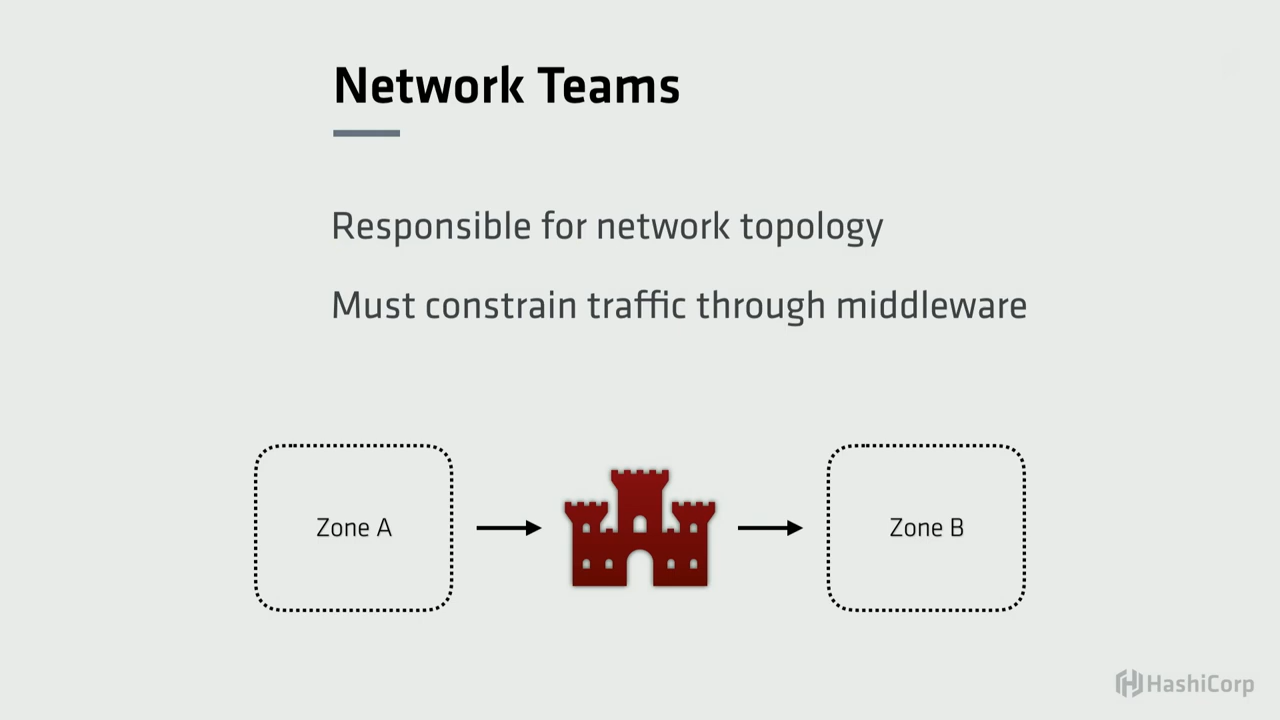 Network Teams
Responsible for network topology
Must constrain traffic through middleware
Zone A
Zone B
HashiCorp